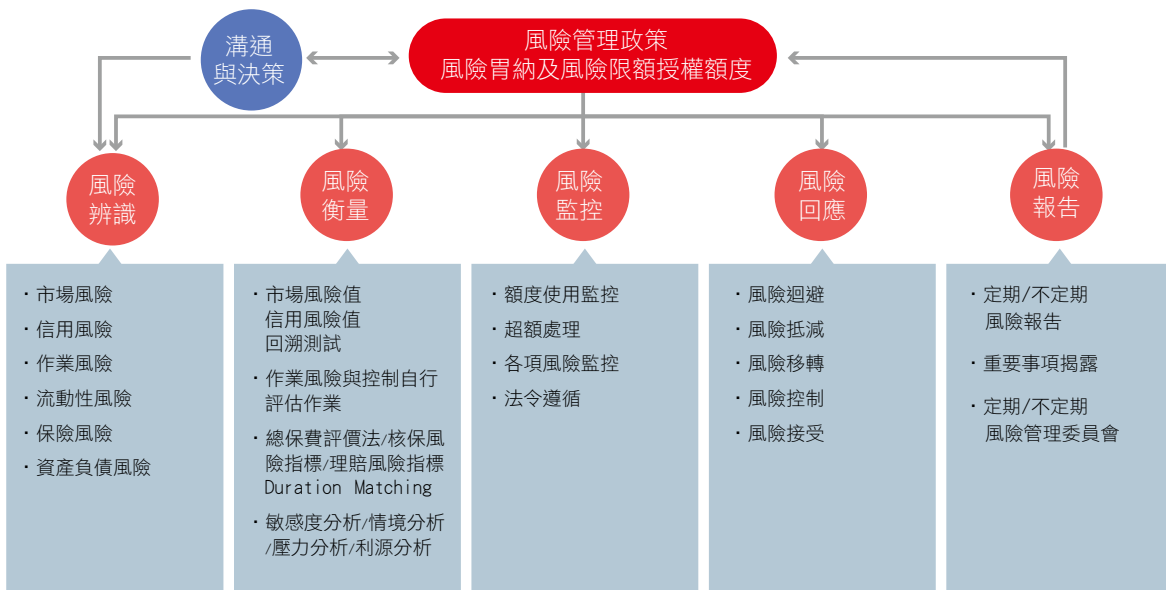 溝通
與決策
風險管理政策
風險胃納及風險限額授權額度
風險
辨識
風險
衡量
風險
監控
風險
回應
風險
報告
・市場風險
・信用風險
・作業風險
・流動性風險
・保險風險
・資產負債風險
・市場風險值
信用風險值
回溯測試
・作業風險與控制自行
評估作業
・總保費評價法/核保風
險指標/理賠風險指標
Duration Matching
・敏感度分析/情境分析
/壓力分析/利源分析
・額度使用監控
・超額處理
・各項風險監控
・法令遵循
・風險迴避
・風險抵減
・風險移轉
・風險控制
・風險接受
・定期/不定期
風險報告
・重要事項揭露
・定期/不定期
風險管理委員會